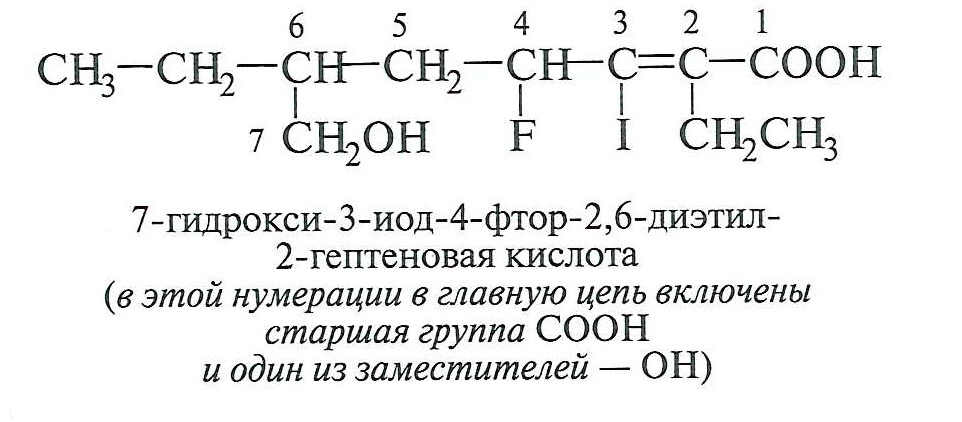 6 5 4 3 2 1
CH₃—CH₂—CH—CH₂—CH—C=C—COOH
7 CH₂OH F I CH₂CH₃
7-гидрокси-3-иод-4-фтор-2,6-диэтил-
2-гептеновая кислота
(в этой нумерации в главную цепь включены
старшая группа COOH
и один из заместителей — OH)